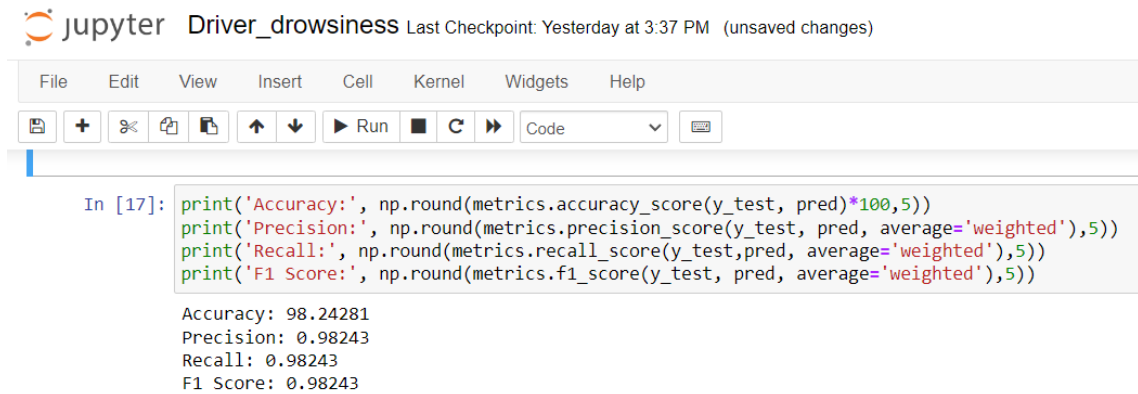 jupyter Driver_drowsiness Last Checkpoint: Yesterday at 3:37 PM (unsaved changes)
File Edit View Insert Cell Kernel Widgets Help
Run Code
In [17]: print('Accuracy:', np.round(metrics.accuracy_score(y_test, pred)*100,5))
print('Precision:', np.round(metrics.precision_score(y_test, pred, average='weighted'),5))
print('Recall:', np.round(metrics.recall_score(y_test,pred, average='weighted'),5))
print('F1 Score:', np.round(metrics.f1_score(y_test, pred, average='weighted'),5))
Accuracy: 98.24281
Precision: 0.98243
Recall: 0.98243
F1 Score: 0.98243